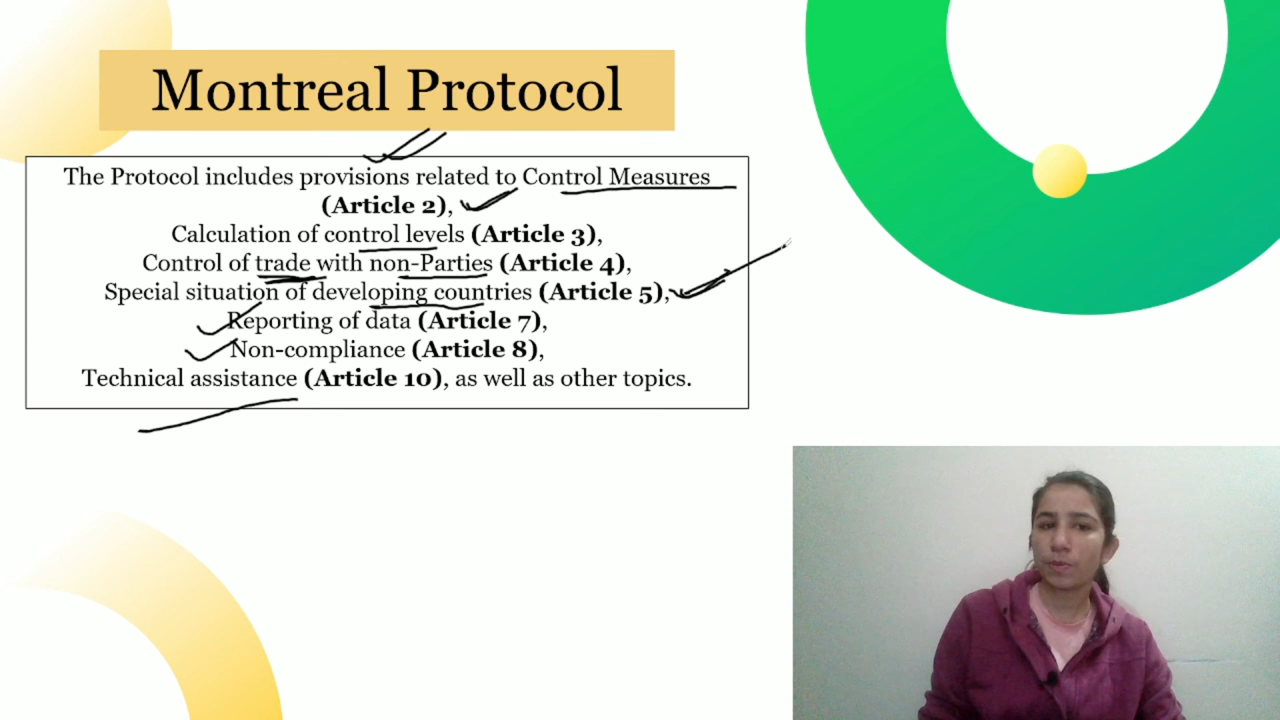 Montreal Protocol
The Protocol includes provisions related to Control Measures
(Article 2),
Calculation of control levels (Article 3),
Control of trade with non-Parties (Article 4),
Special situation of developing countries (Article 5),
Reporting of data (Article 7),
Non-compliance (Article 8),
Technical assistance (Article 10), as well as other topics.